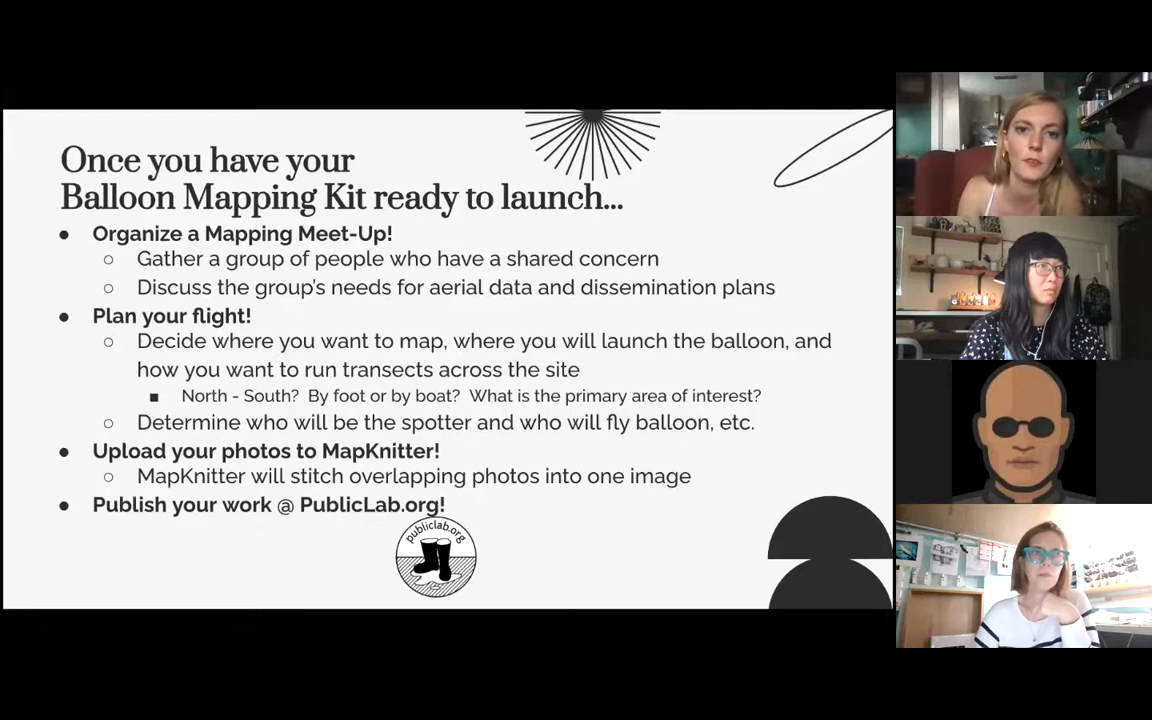 Once you have your
Balloon Mapping Kit ready to launch...
● Organize a Mapping Meet-Up!
○ Gather a group of people who have a shared concern
○ Discuss the group's needs for aerial data and dissemination plans
● Plan your flight!
○ Decide where you want to map, where you will launch the balloon, and
how you want to run transects across the site
■ North - South? By foot or by boat? What is the primary area of interest?
○ Determine who will be the spotter and who will fly balloon, etc.
● Upload your photos to MapKnitter!
○ MapKnitter will stitch overlapping photos into one image
● Publish your work @ PublicLab.org!
publiclab.org